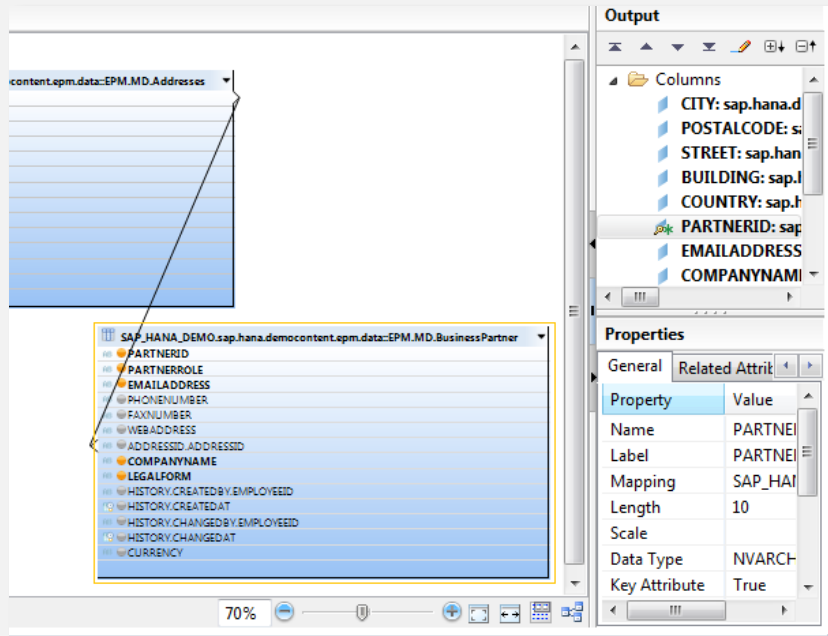 content.epm.data::EPM.MD.Addresses
SAP_HANA_DEMO.sap.hana.democontent.epm.data::EPM.MD.BusinessPartner
PARTNERID
PARTNERROLE
EMAILADDRESS
PHONENUMBER
FAXNUMBER
WEBADDRESS
ADDRESSID.ADDRESSID
COMPANYNAME
LEGALFORM
HISTORY.CREATEDBY.EMPLOYEEID
HISTORY.CREATEDAT
HISTORY.CHANGEDBY.EMPLOYEEID
HISTORY.CHANGEDAT
CURRENCY
70%
Output
Columns
CITY: sap.hana.d
POSTALCODE: sa
STREET: sap.han
BUILDING: sap.h
COUNTRY: sap.h
PARTNERID: sap
EMAILADDRESS
COMPANYNAM
Properties
General Related Attrib
Property Value
Name PARTNE
Label PARTNE
Mapping SAP_HA
Length 10
Scale
Data Type NVARCH
Key Attribute True